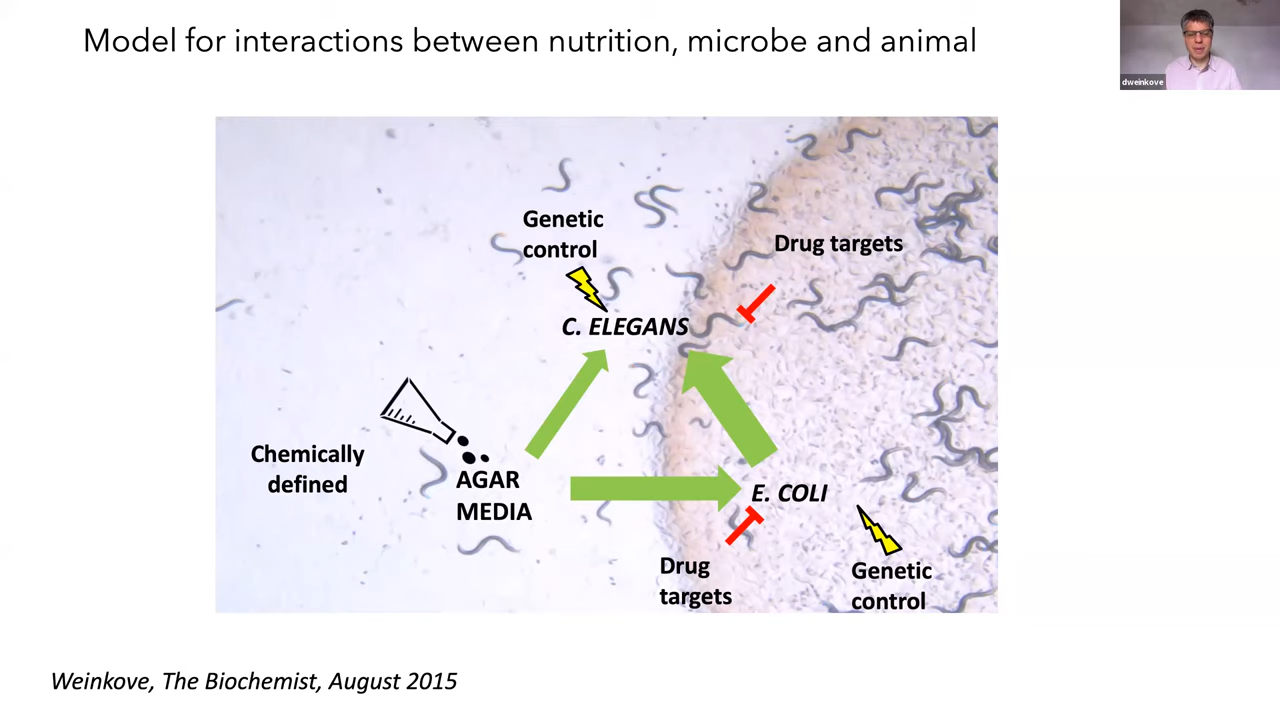 Model for interactions between nutrition, microbe and animal
dweinkove
Genetic
control
Drug targets
C. ELEGANS
Chemically
defined
AGAR
MEDIA
E. COLI
Drug
targets
Genetic
control
Weinkove, The Biochemist, August 2015